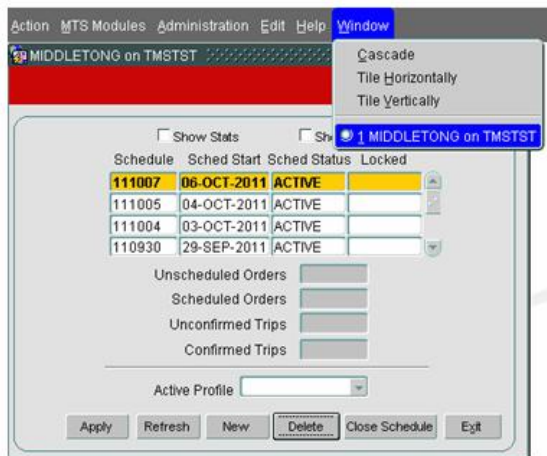 Action MTS Modules Administration Edit Help Window
MIDDLETONG on TMSTST
Cascade
Tile Horizontally
Tile Vertically
1 MIDDLETONG on TMSTST
Show Stats
Schedule Sched Start Sched Status Locked
111007 06-OCT-2011 ACTIVE
111005 04-OCT-2011 ACTIVE
111004 03-OCT-2011 ACTIVE
110930 29-SEP-2011 ACTIVE
Unscheduled Orders
Scheduled Orders
Unconfirmed Trips
Confirmed Trips
Active Profile
Apply Refresh New Delete Close Schedule Exit